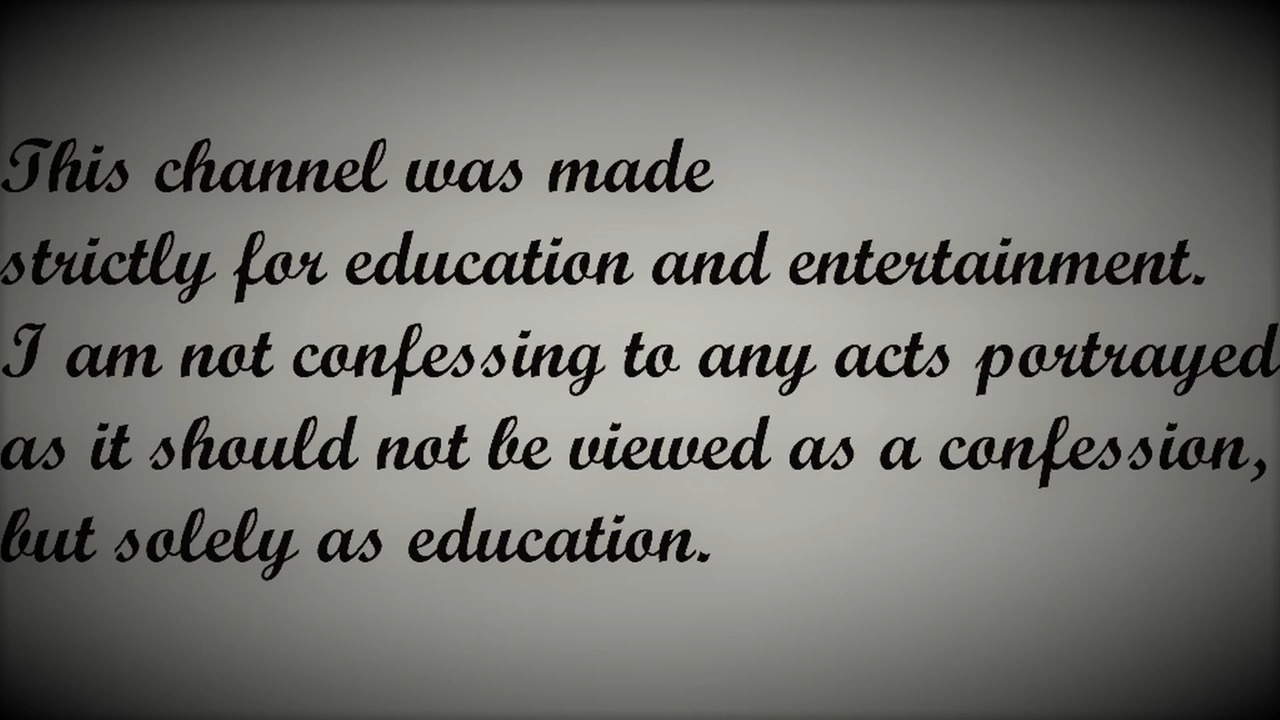 This channel was made
strictly for education and entertainment.
I am not confessing to any acts portrayed
as it should not be viewed as a confession,
but solely as education.